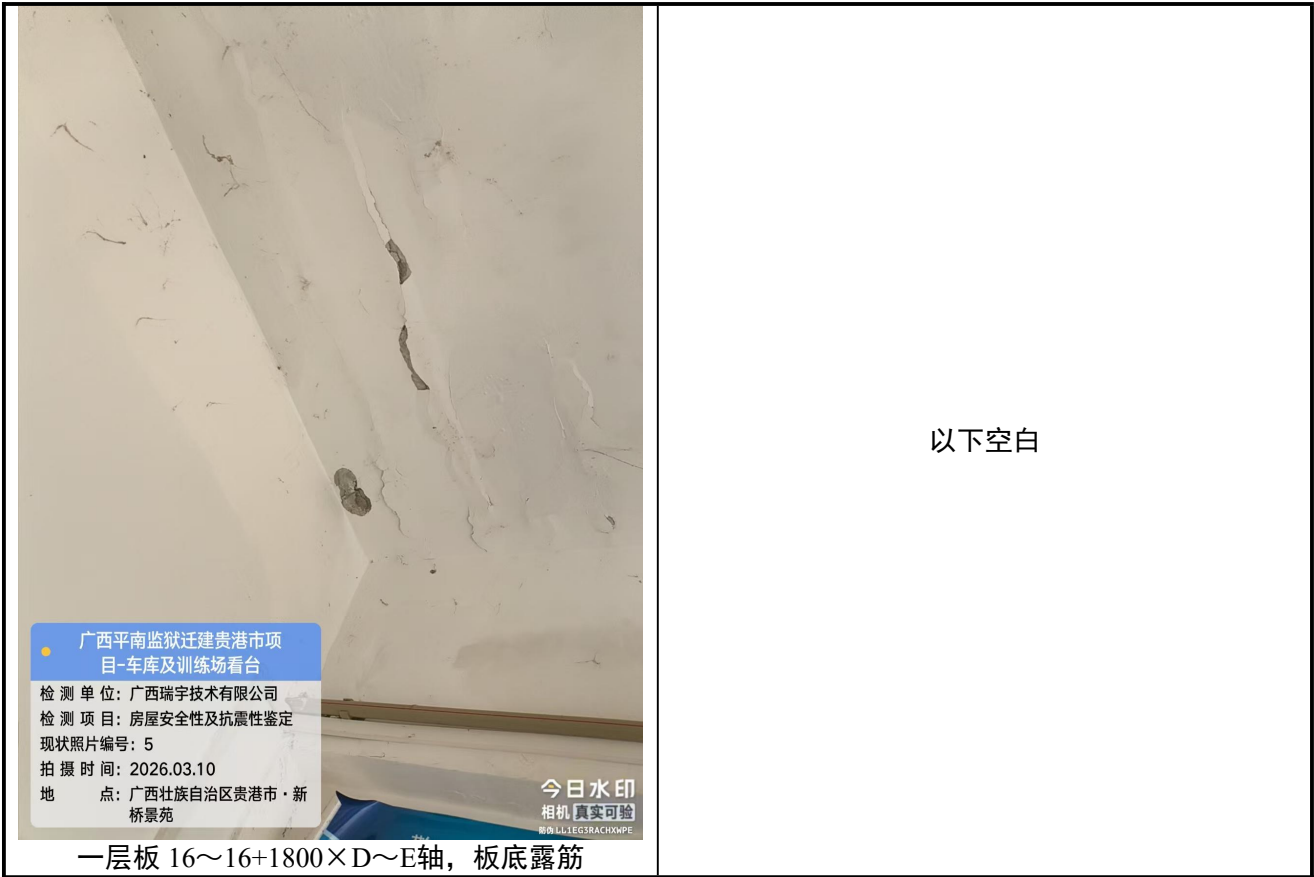 广西平南监狱迁建贵港市项
目-车库及训练场看台
检测单位：广西瑞宇技术有限公司
检测项目：房屋安全性及抗震性鉴定
现状照片编号：5
拍摄时间：2026.03.10
地点：广西壮族自治区贵港市·新
桥景苑
今日水印
相机 真实可验
防伪 LL1EG3RACHXWPE
一层板 16～16+1800×D～E轴，板底露筋
以下空白